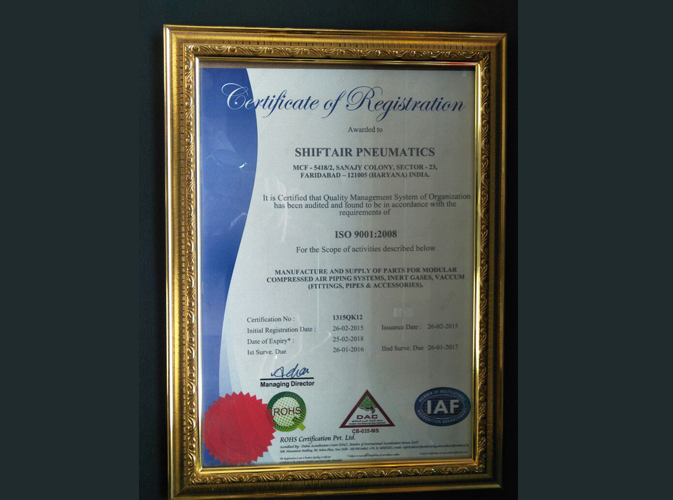 Certificate of Registration
Awarded to
SHIFTAIR PNEUMATICS
MCF - 5418/2, SANAJY COLONY, SECTOR - 23,
FARIDABAD – 121005 (HARYANA) INDIA.
It is Certified that Quality Management System of Organization
has been audited and found to be in accordance with the
requirements of
ISO 9001:2008
For the Scope of activities described below
MANUFACTURE AND SUPPLY OF PARTS FOR MODULAR
COMPRESSED AIR PIPING SYSTEMS, INERT GASES, VACCUM
(FITTINGS, PIPES & ACCESSORIES).
Certification No : 1315QK12
Initial Registration Date : 26-02-2015 Issuance Date : 26-02-2015
Date of Expiry* : 25-02-2018
Ist Surve. Due 26-01-2016 IInd Surve. Due 26-01-2017
Managing Director
ROHS
DAC
CB-035-MS
IAF
ROHS Certification Pvt. Ltd.